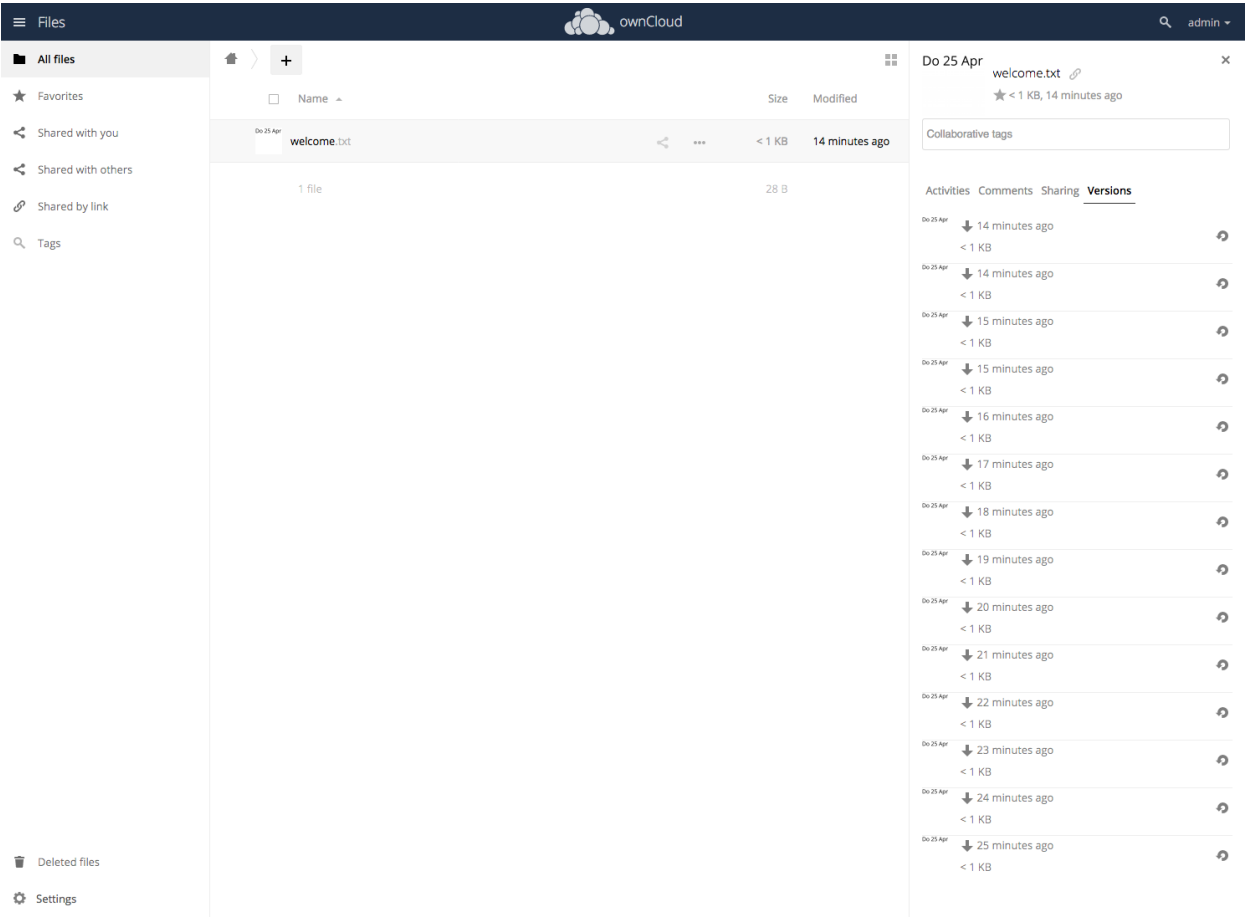 Files
ownCloud
admin
All files
Favorites
Shared with you
Shared with others
Shared by link
Tags
Deleted files
Settings
+
Name
Size
Modified
Do 25 Apr
welcome.txt
< 1 KB
14 minutes ago
1 file
28 B
Do 25 Apr
welcome.txt
< 1 KB, 14 minutes ago
Collaborative tags
Activities Comments Sharing Versions
Do 25 Apr
14 minutes ago
< 1 KB
Do 25 Apr
14 minutes ago
< 1 KB
Do 25 Apr
15 minutes ago
< 1 KB
Do 25 Apr
15 minutes ago
< 1 KB
Do 25 Apr
16 minutes ago
< 1 KB
Do 25 Apr
17 minutes ago
< 1 KB
Do 25 Apr
18 minutes ago
< 1 KB
Do 25 Apr
19 minutes ago
< 1 KB
Do 25 Apr
20 minutes ago
< 1 KB
Do 25 Apr
21 minutes ago
< 1 KB
Do 25 Apr
22 minutes ago
< 1 KB
Do 25 Apr
23 minutes ago
< 1 KB
Do 25 Apr
24 minutes ago
< 1 KB
Do 25 Apr
25 minutes ago
< 1 KB